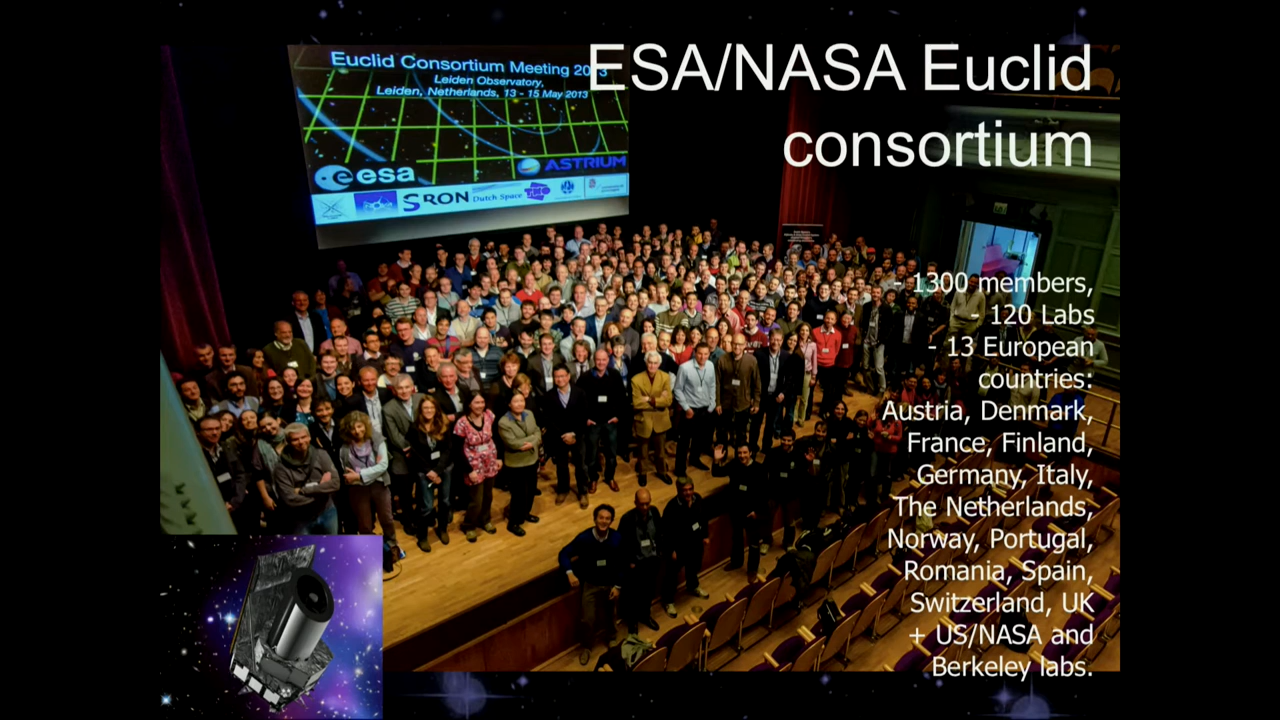 ESA/NASA Euclid
consortium
Euclid Consortium Meeting 2013
Leiden Observatory,
Leiden, Netherlands, 13 - 15 May 2013
esa
ASTRIUM
SRON
Dutch Space
- 1300 members,
- 120 Labs
- 13 European
countries:
Austria, Denmark,
France, Finland,
Germany, Italy,
The Netherlands,
Norway, Portugal,
Romania, Spain,
Switzerland, UK
+ US/NASA and
Berkeley labs.